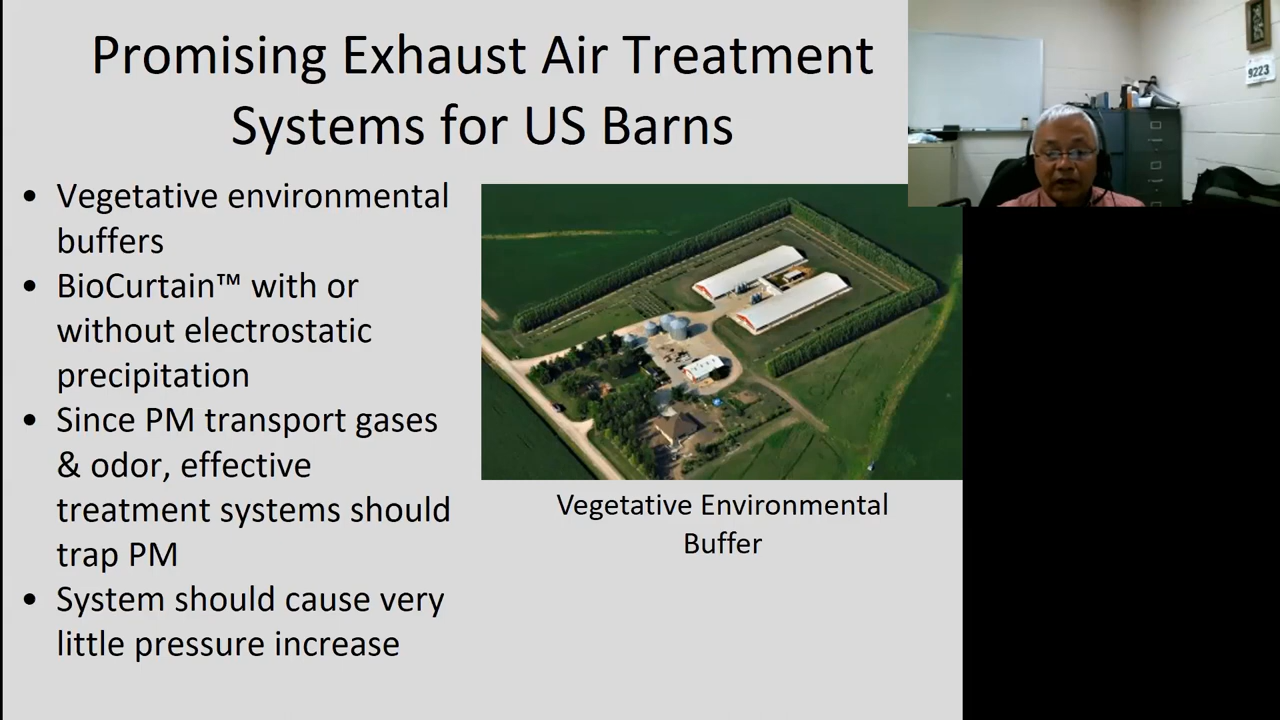 Promising Exhaust Air Treatment
Systems for US Barns
• Vegetative environmental
buffers
• BioCurtain™ with or
without electrostatic
precipitation
• Since PM transport gases
& odor, effective
treatment systems should
trap PM
• System should cause very
little pressure increase
Vegetative Environmental
Buffer
9223